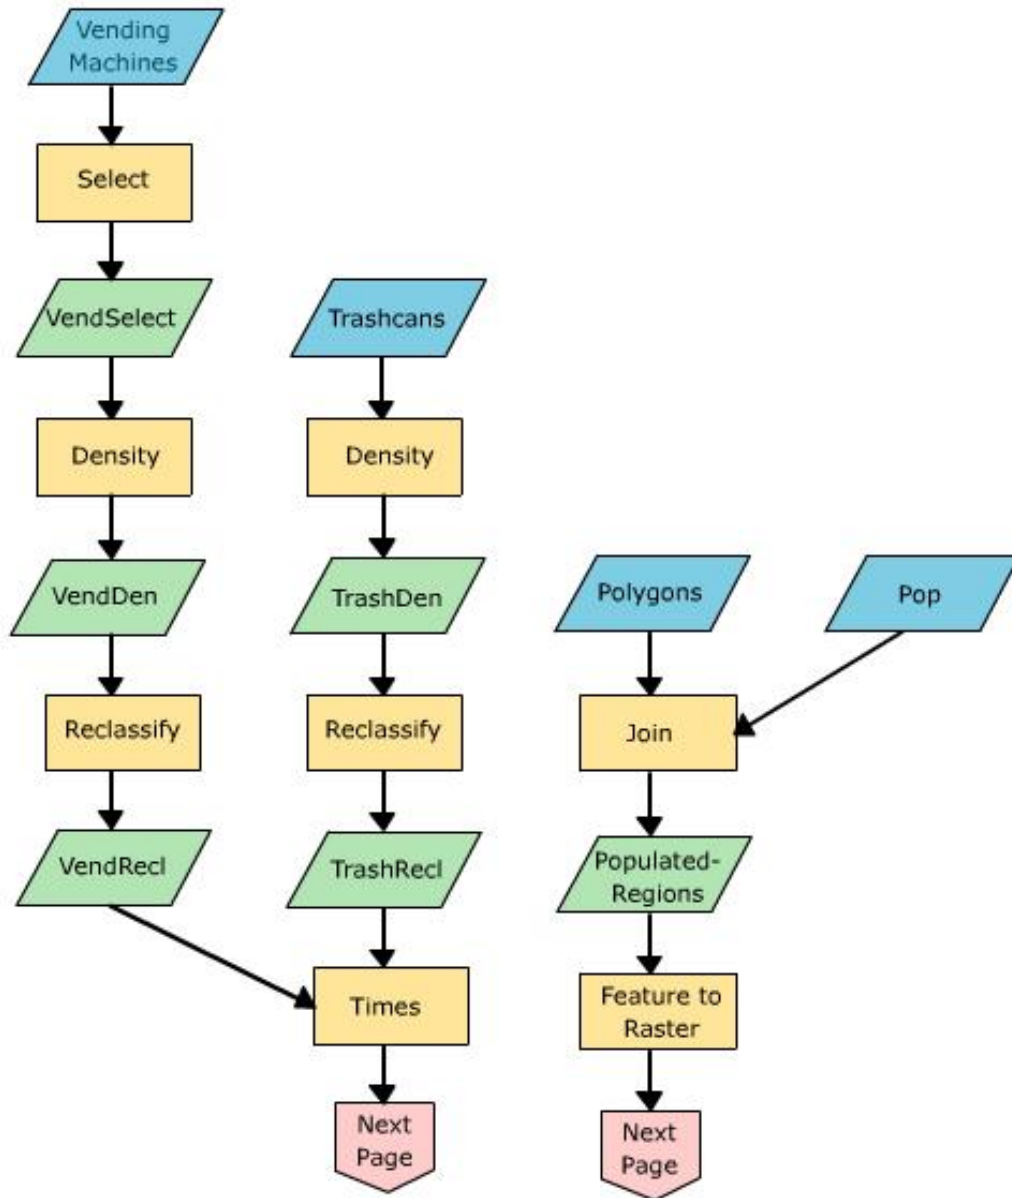 Vending
Machines
Select
VendSelect
Density
VendDen
Reclassify
VendRecl
Trashcans
Density
TrashDen
Reclassify
TrashRecl
Times
Next
Page
Polygons
Pop
Join
Populated-
Regions
Feature to
Raster
Next
Page